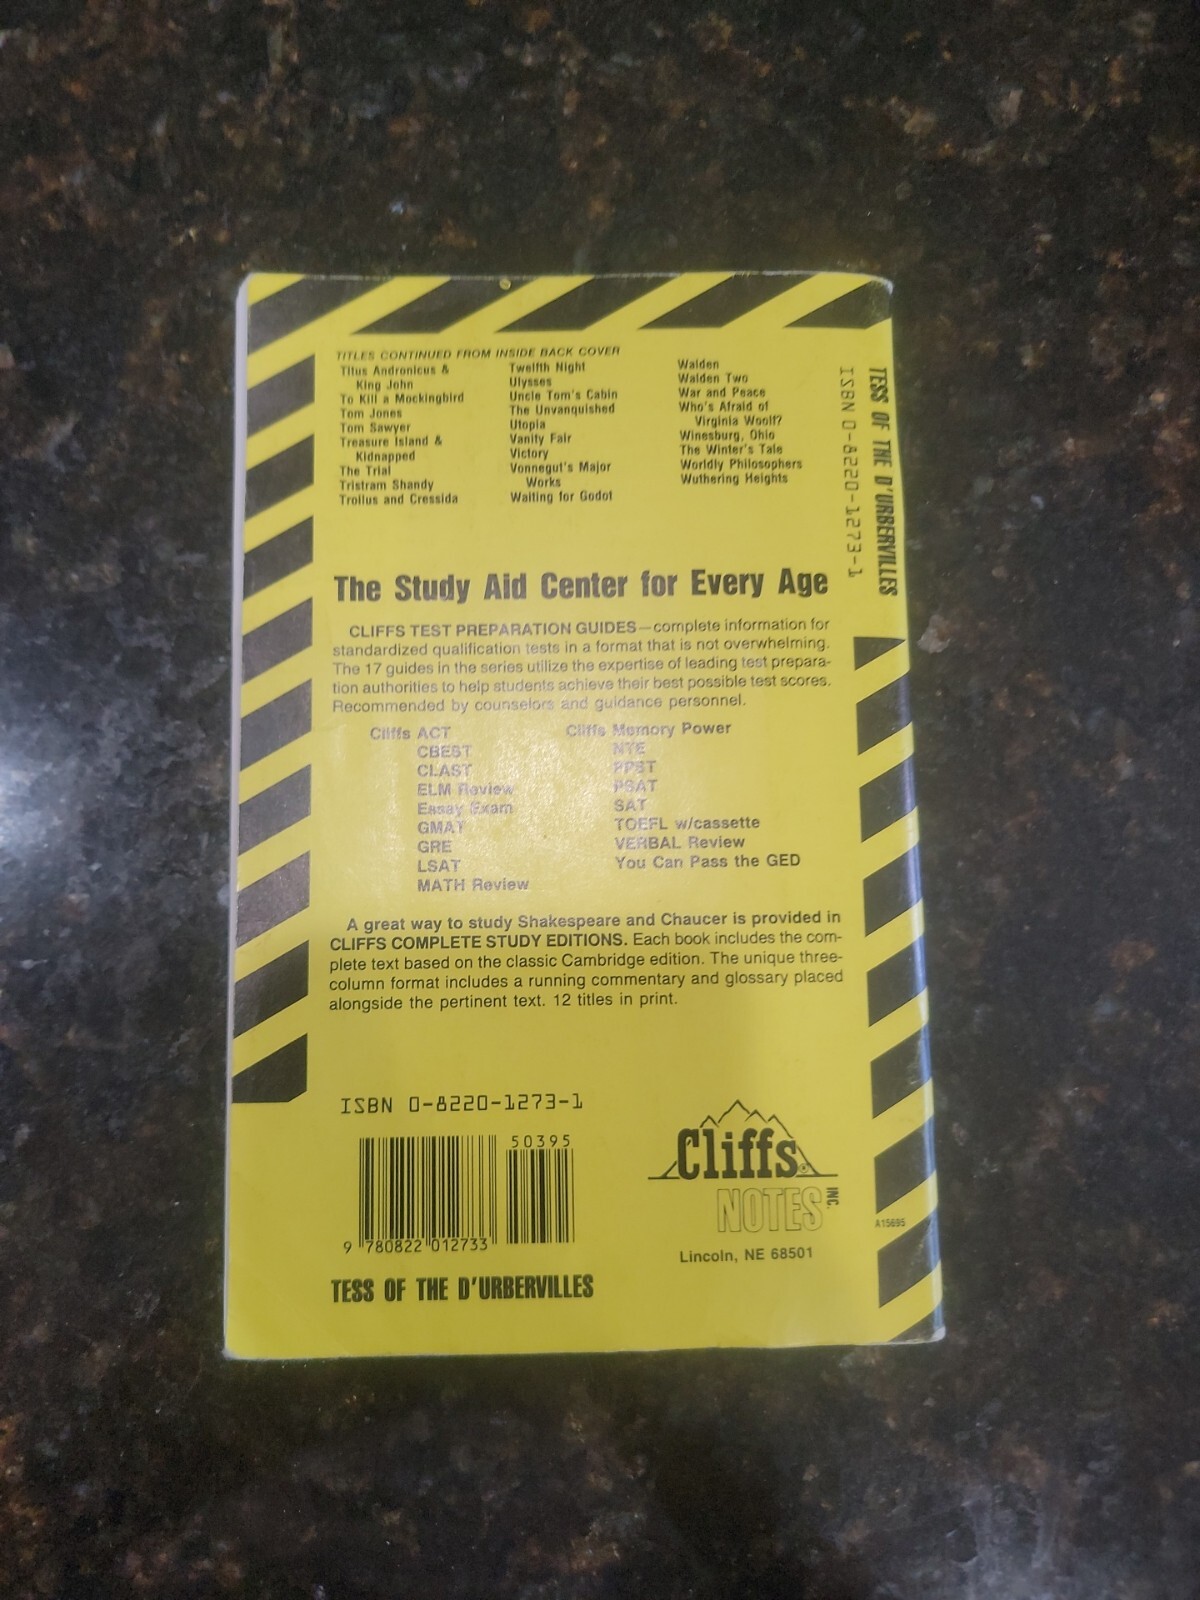 TITLES CONTINUED FROM INSIDE BACK COVER
Titus Andronicus &
King John
To Kill a Mockingbird
Tom Jones
Tom Sawyer
Treasure Island &
Kidnapped
The Trial
Tristram Shandy
Troilus and Cressida
Twelfth Night
Ulysses
Uncle Tom's Cabin
The Unvanquished
Utopia
Vanity Fair
Victory
Vonnegut's Major
Works
Waiting for Godot
Walden
Walden Two
War and Peace
Who's Afraid of
Virginia Woolf?
Winesburg, Ohio
The Winter's Tale
Worldly Philosophers
Wuthering Heights
The Study Aid Center for Every Age
CLIFFS TEST PREPARATION GUIDES—complete information for
standardized qualification tests in a format that is not overwhelming.
The 17 guides in the series utilize the expertise of leading test prepara-
tion authorities to help students achieve their best possible test scores.
Recommended by counselors and guidance personnel.
Cliffs ACT
CBEST
CLAST
ELM Review
Essay Exam
GMAT
GRE
LSAT
MATH Review
Cliffs Memory Power
NTE
PPST
PSAT
SAT
TOEFL w/cassette
VERBAL Review
You Can Pass the GED
A great way to study Shakespeare and Chaucer is provided in
CLIFFS COMPLETE STUDY EDITIONS. Each book includes the com-
plete text based on the classic Cambridge edition. The unique three-
column format includes a running commentary and glossary placed
alongside the pertinent text. 12 titles in print.
ISBN 0-8220-1273-1
50395
9 780822 012733
TESS OF THE D'URBERVILLES
Cliffs®
NOTES INC.
Lincoln, NE 68501
TESS OF THE D'URBERVILLES
ISBN 0-8220-1273-1
A15695